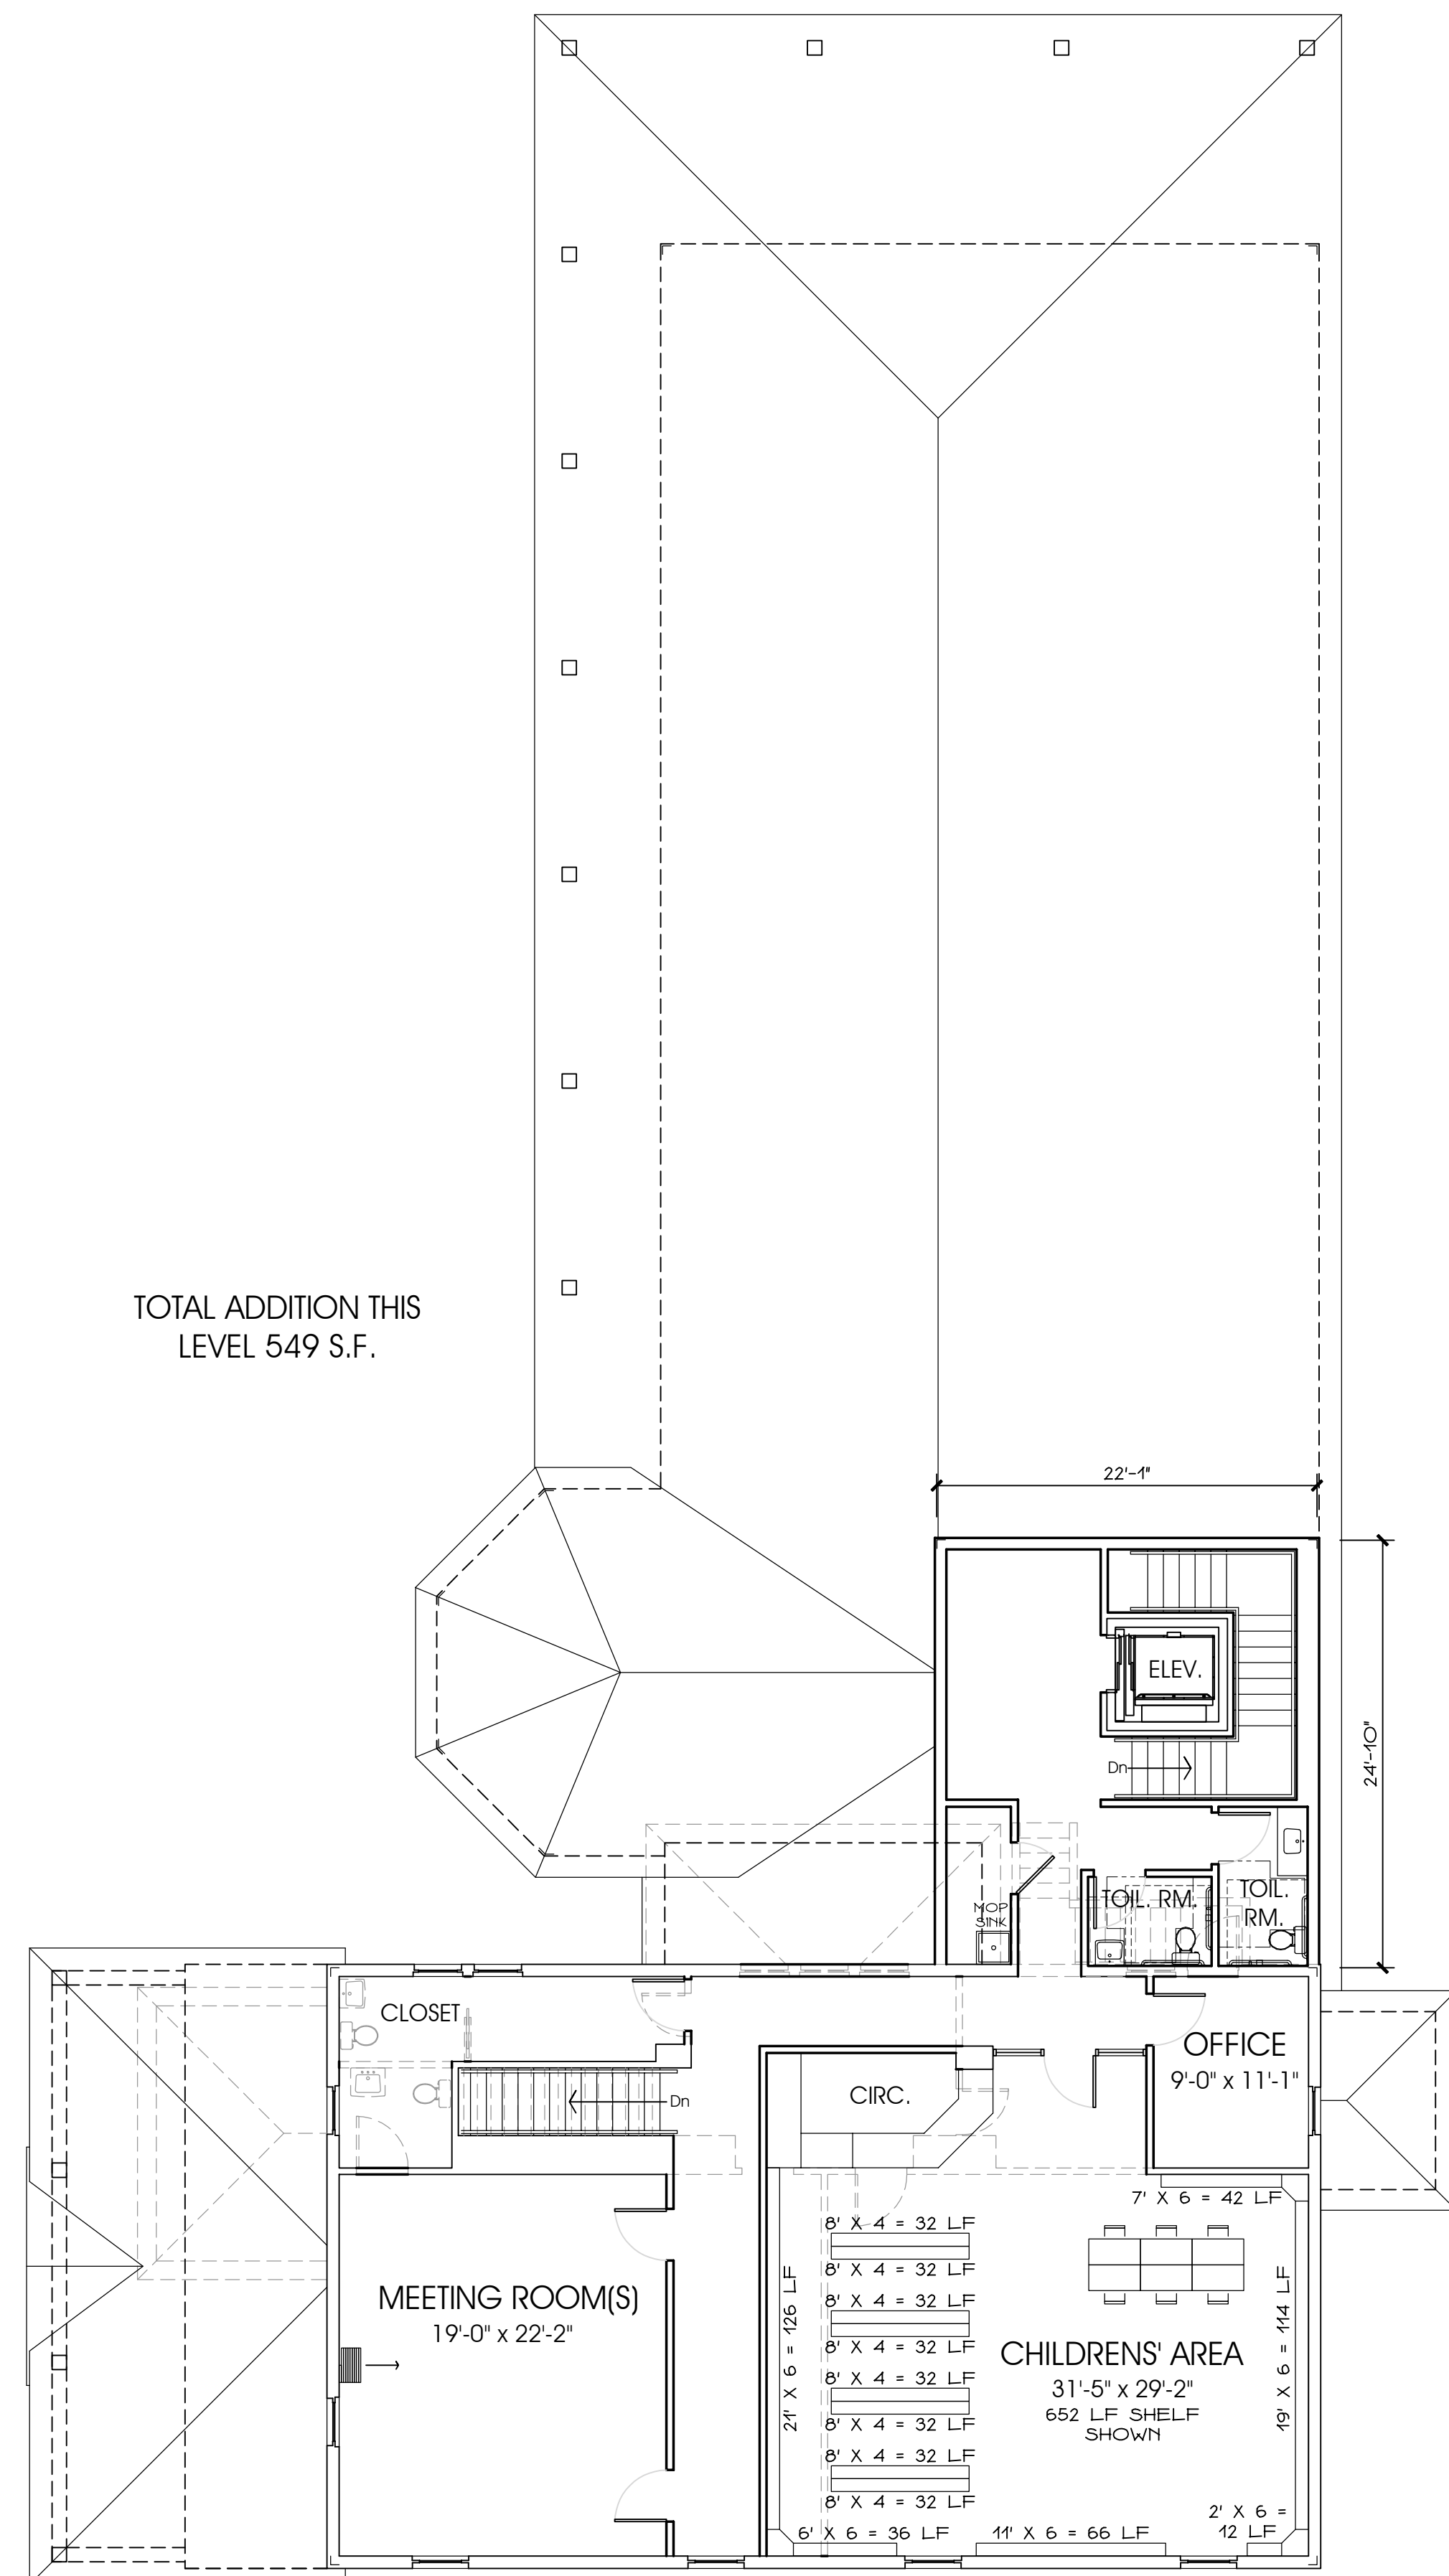 TOTAL ADDITION THIS
LEVEL 549 S.F.
22'-1"
24'-10"
ELEV.
Dn
MOP
SINK
TOIL. RM.
TOIL.
RM.
CLOSET
OFFICE
9'-0" x 11'-1"
Dn
CIRC.
7' X 6 = 42 LF
8' X 4 = 32 LF
8' X 4 = 32 LF
8' X 4 = 32 LF
8' X 4 = 32 LF
8' X 4 = 32 LF
8' X 4 = 32 LF
8' X 4 = 32 LF
8' X 4 = 32 LF
21' X 6 = 126 LF
19' X 6 = 114 LF
MEETING ROOM(S)
19'-0" x 22'-2"
CHILDRENS' AREA
31'-5" x 29'-2"
652 LF SHELF
SHOWN
6' X 6 = 36 LF
11' X 6 = 66 LF
2' X 6 =
12 LF